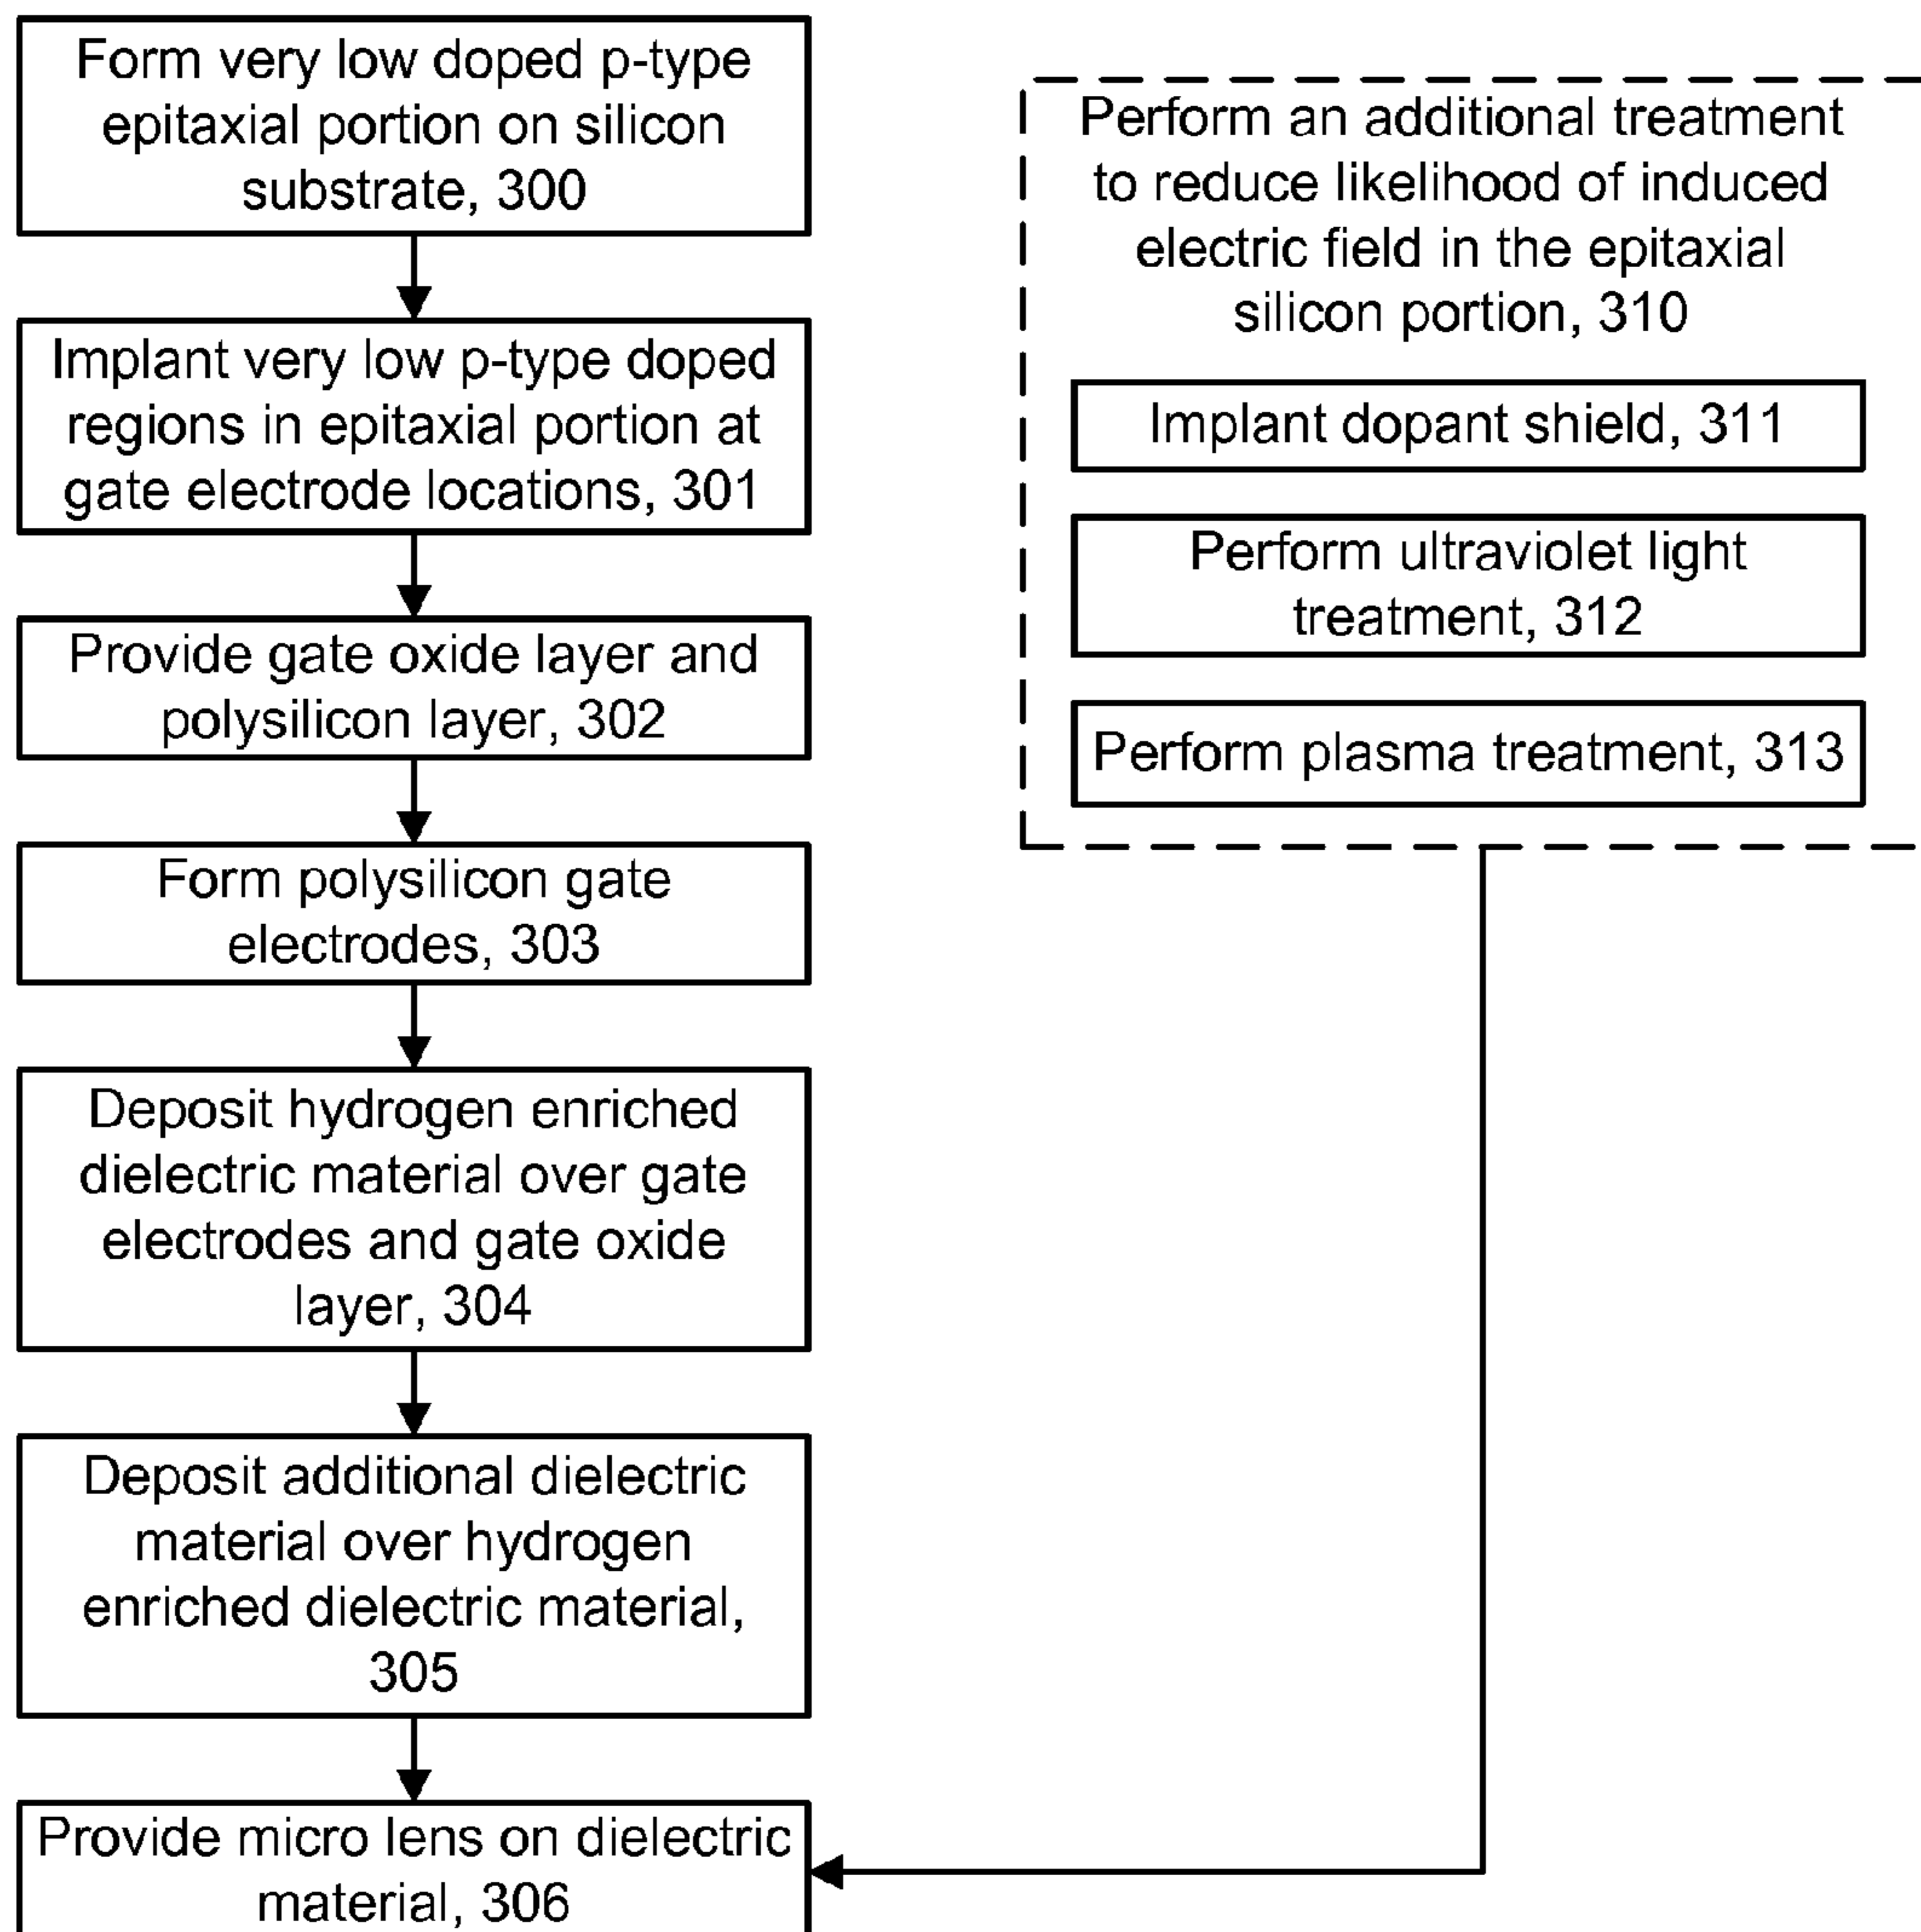 Form very low doped p-type
epitaxial portion on silicon
substrate, 300
Implant very low p-type doped
regions in epitaxial portion at
gate electrode locations, 301
Provide gate oxide layer and
polysilicon layer, 302
Form polysilicon gate
electrodes, 303
Deposit hydrogen enriched
dielectric material over gate
electrodes and gate oxide
layer, 304
Deposit additional dielectric
material over hydrogen
enriched dielectric material,
305
Provide micro lens on dielectric
material, 306
Perform an additional treatment
to reduce likelihood of induced
electric field in the epitaxial
silicon portion, 310
Implant dopant shield, 311
Perform ultraviolet light
treatment, 312
Perform plasma treatment, 313